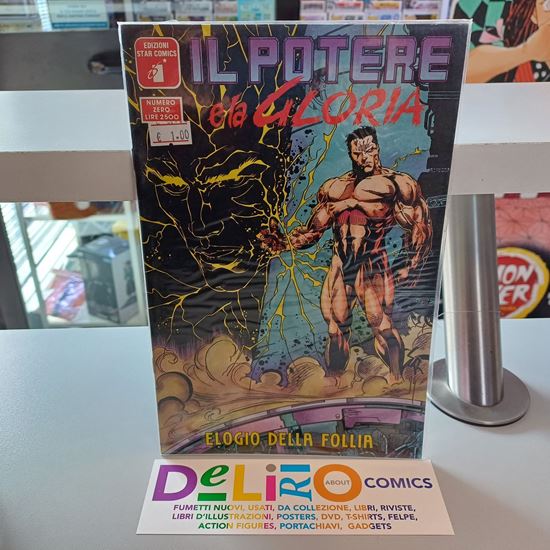 EDIZIONI
STAR COMICS
NUMERO
ZERO
LIRE 2500
€ 1.00
IL POTERE
e la GLORIA
ELOGIO DELLA FOLLIA
DELIRIO ABOUT COMICS
FUMETTI NUOVI, USATI, DA COLLEZIONE, LIBRI, RIVISTE,
LIBRI D'ILLUSTRAZIONI, POSTERS, DVD, T-SHIRTS, FELPE,
ACTION FIGURES, PORTACHIAVI, GADGETS